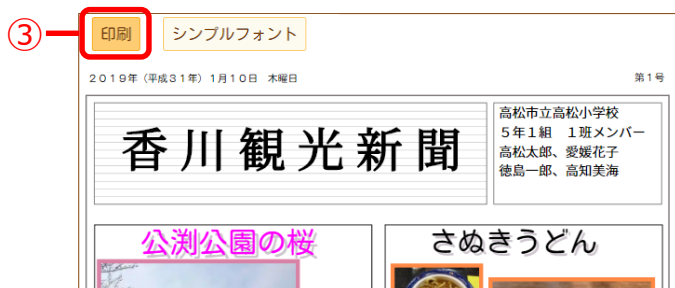 ③
印刷 シンプルフォント
2019年（平成31年）1月10日 木曜日 第1号
香川観光新聞
高松市立高松小学校
5年1組 1班メンバー
高松太郎、愛媛花子
徳島一郎、高知美海
公渕公園の桜
さぬきうどん